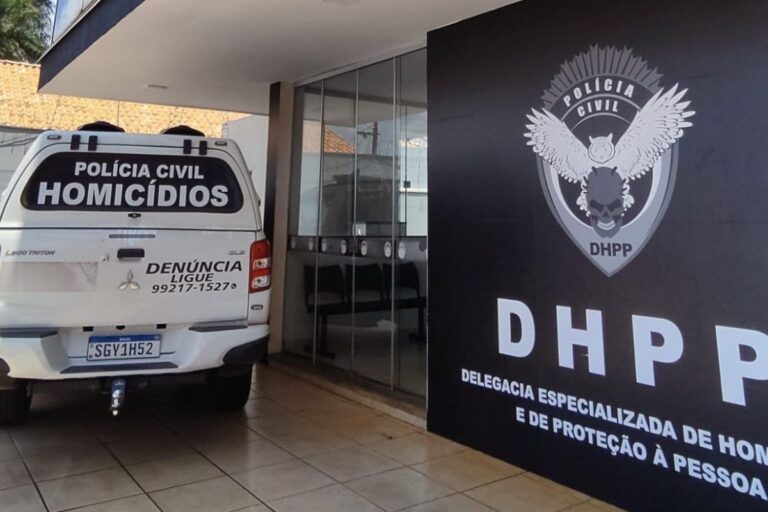 POLÍCIA CIVIL
HOMICÍDIOS
L200 TRITON
GLS
DENÚNCIA
LIGUE
99217-1527
SGY1H52
POLÍCIA
CIVIL
DHPP
DHPP
DELEGACIA ESPECIALIZADA DE HOM
E DE PROTEÇÃO À PESSOA